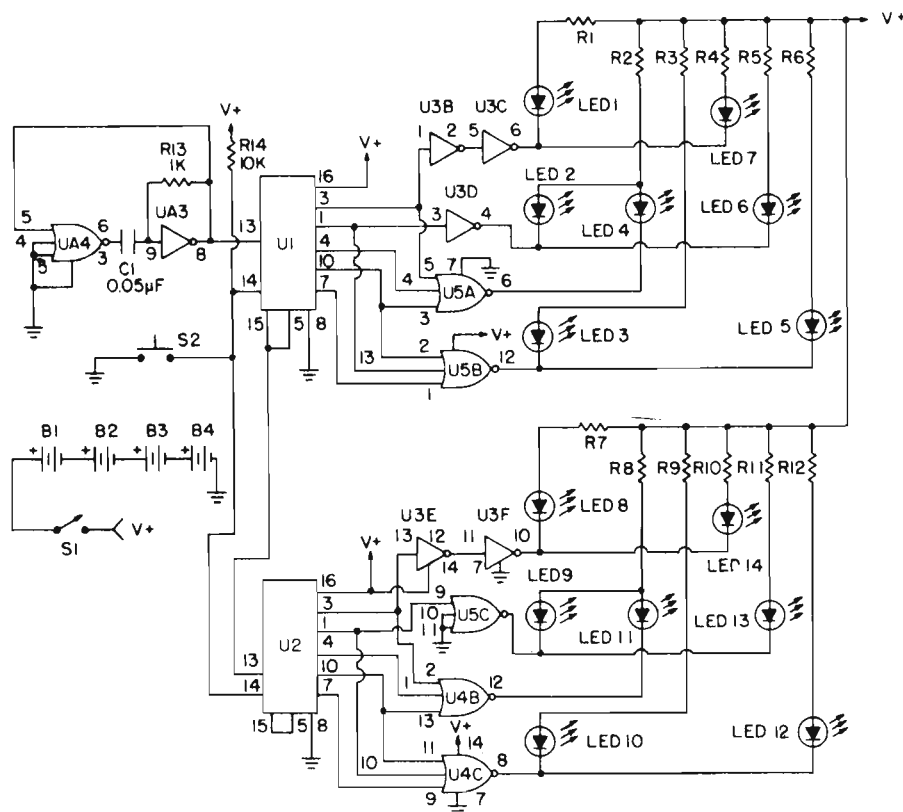 V+
R1
R2 R3 R4 R5 R6
LED 1
LED 7
U3B U3C
1 2 5 6
V+
R14
10K
R13
1K
UA3
9 8
5
4
5
UA4
6
3
C1
0.05µF
13
14
U1
16
3
1
4
10
7
15 5 8
V+
U3D
3 4
LED 2
LED 4
LED 6
5 7
4
3
U5A
6
LED 3
LED 5
2
13
1
U5B
V+
12
S2
B1 B2 B3 B4
+ + + +
S1
V+
R7
R8 R9 R10 R11 R12
LED 8
LED 14
U3E U3F
13 12
14
11 10
7
V+
16
3
1
4
10
7
U2
13
14
15 5 8
LED9
9
10
11
U5C
LED 11
LED 13
2
1
13
U4B
12
LED 10
LED 12
V+
14
11
10
9
U4C
8
7